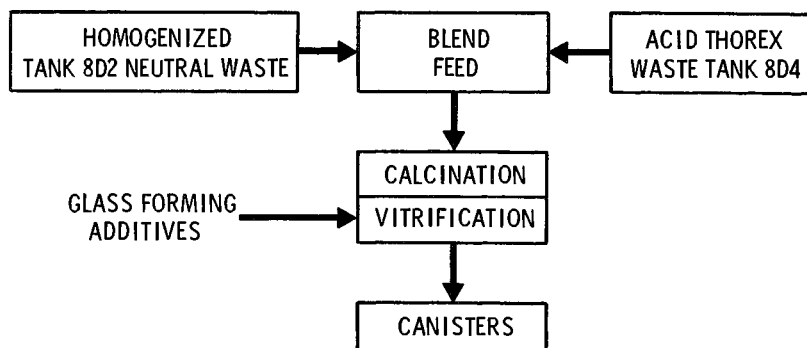 HOMOGENIZED
TANK 8D2 NEUTRAL WASTE
BLEND
FEED
ACID THOREX
WASTE TANK 8D4
CALCINATION
GLASS FORMING
ADDITIVES
VITRIFICATION
CANISTERS